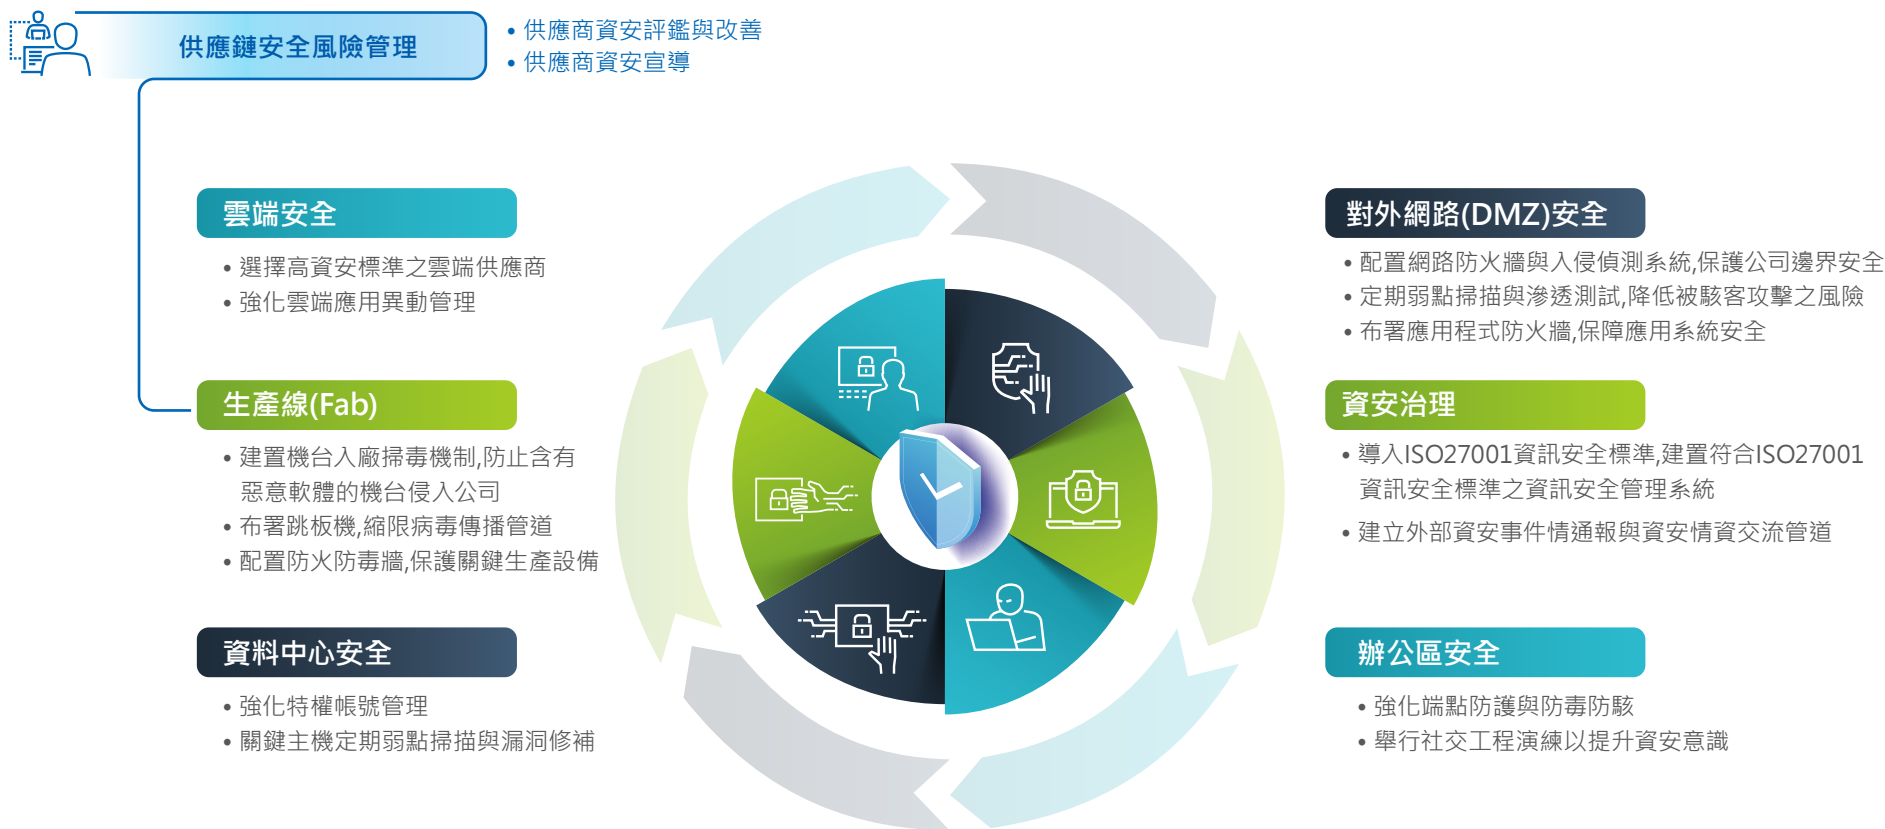 供應鏈安全風險管理
• 供應商資安評鑑與改善
• 供應商資安宣導
雲端安全
• 選擇高資安標準之雲端供應商
• 強化雲端應用異動管理
生產線(Fab)
• 建置機台入廠掃毒機制,防止含有
惡意軟體的機台侵入公司
• 布署跳板機,縮限病毒傳播管道
• 配置防火防毒牆,保護關鍵生產設備
資料中心安全
• 強化特權帳號管理
• 關鍵主機定期弱點掃描與漏洞修補
對外網路(DMZ)安全
• 配置網路防火牆與入侵偵測系統,保護公司邊界安全
• 定期弱點掃描與滲透測試,降低被駭客攻擊之風險
• 布署應用程式防火牆,保障應用系統安全
資安治理
• 導入ISO27001資訊安全標準,建置符合ISO27001
資訊安全標準之資訊安全管理系統
• 建立外部資安事件情通報與資安情資交流管道
辦公區安全
• 強化端點防護與防毒防駭
• 舉行社交工程演練以提升資安意識